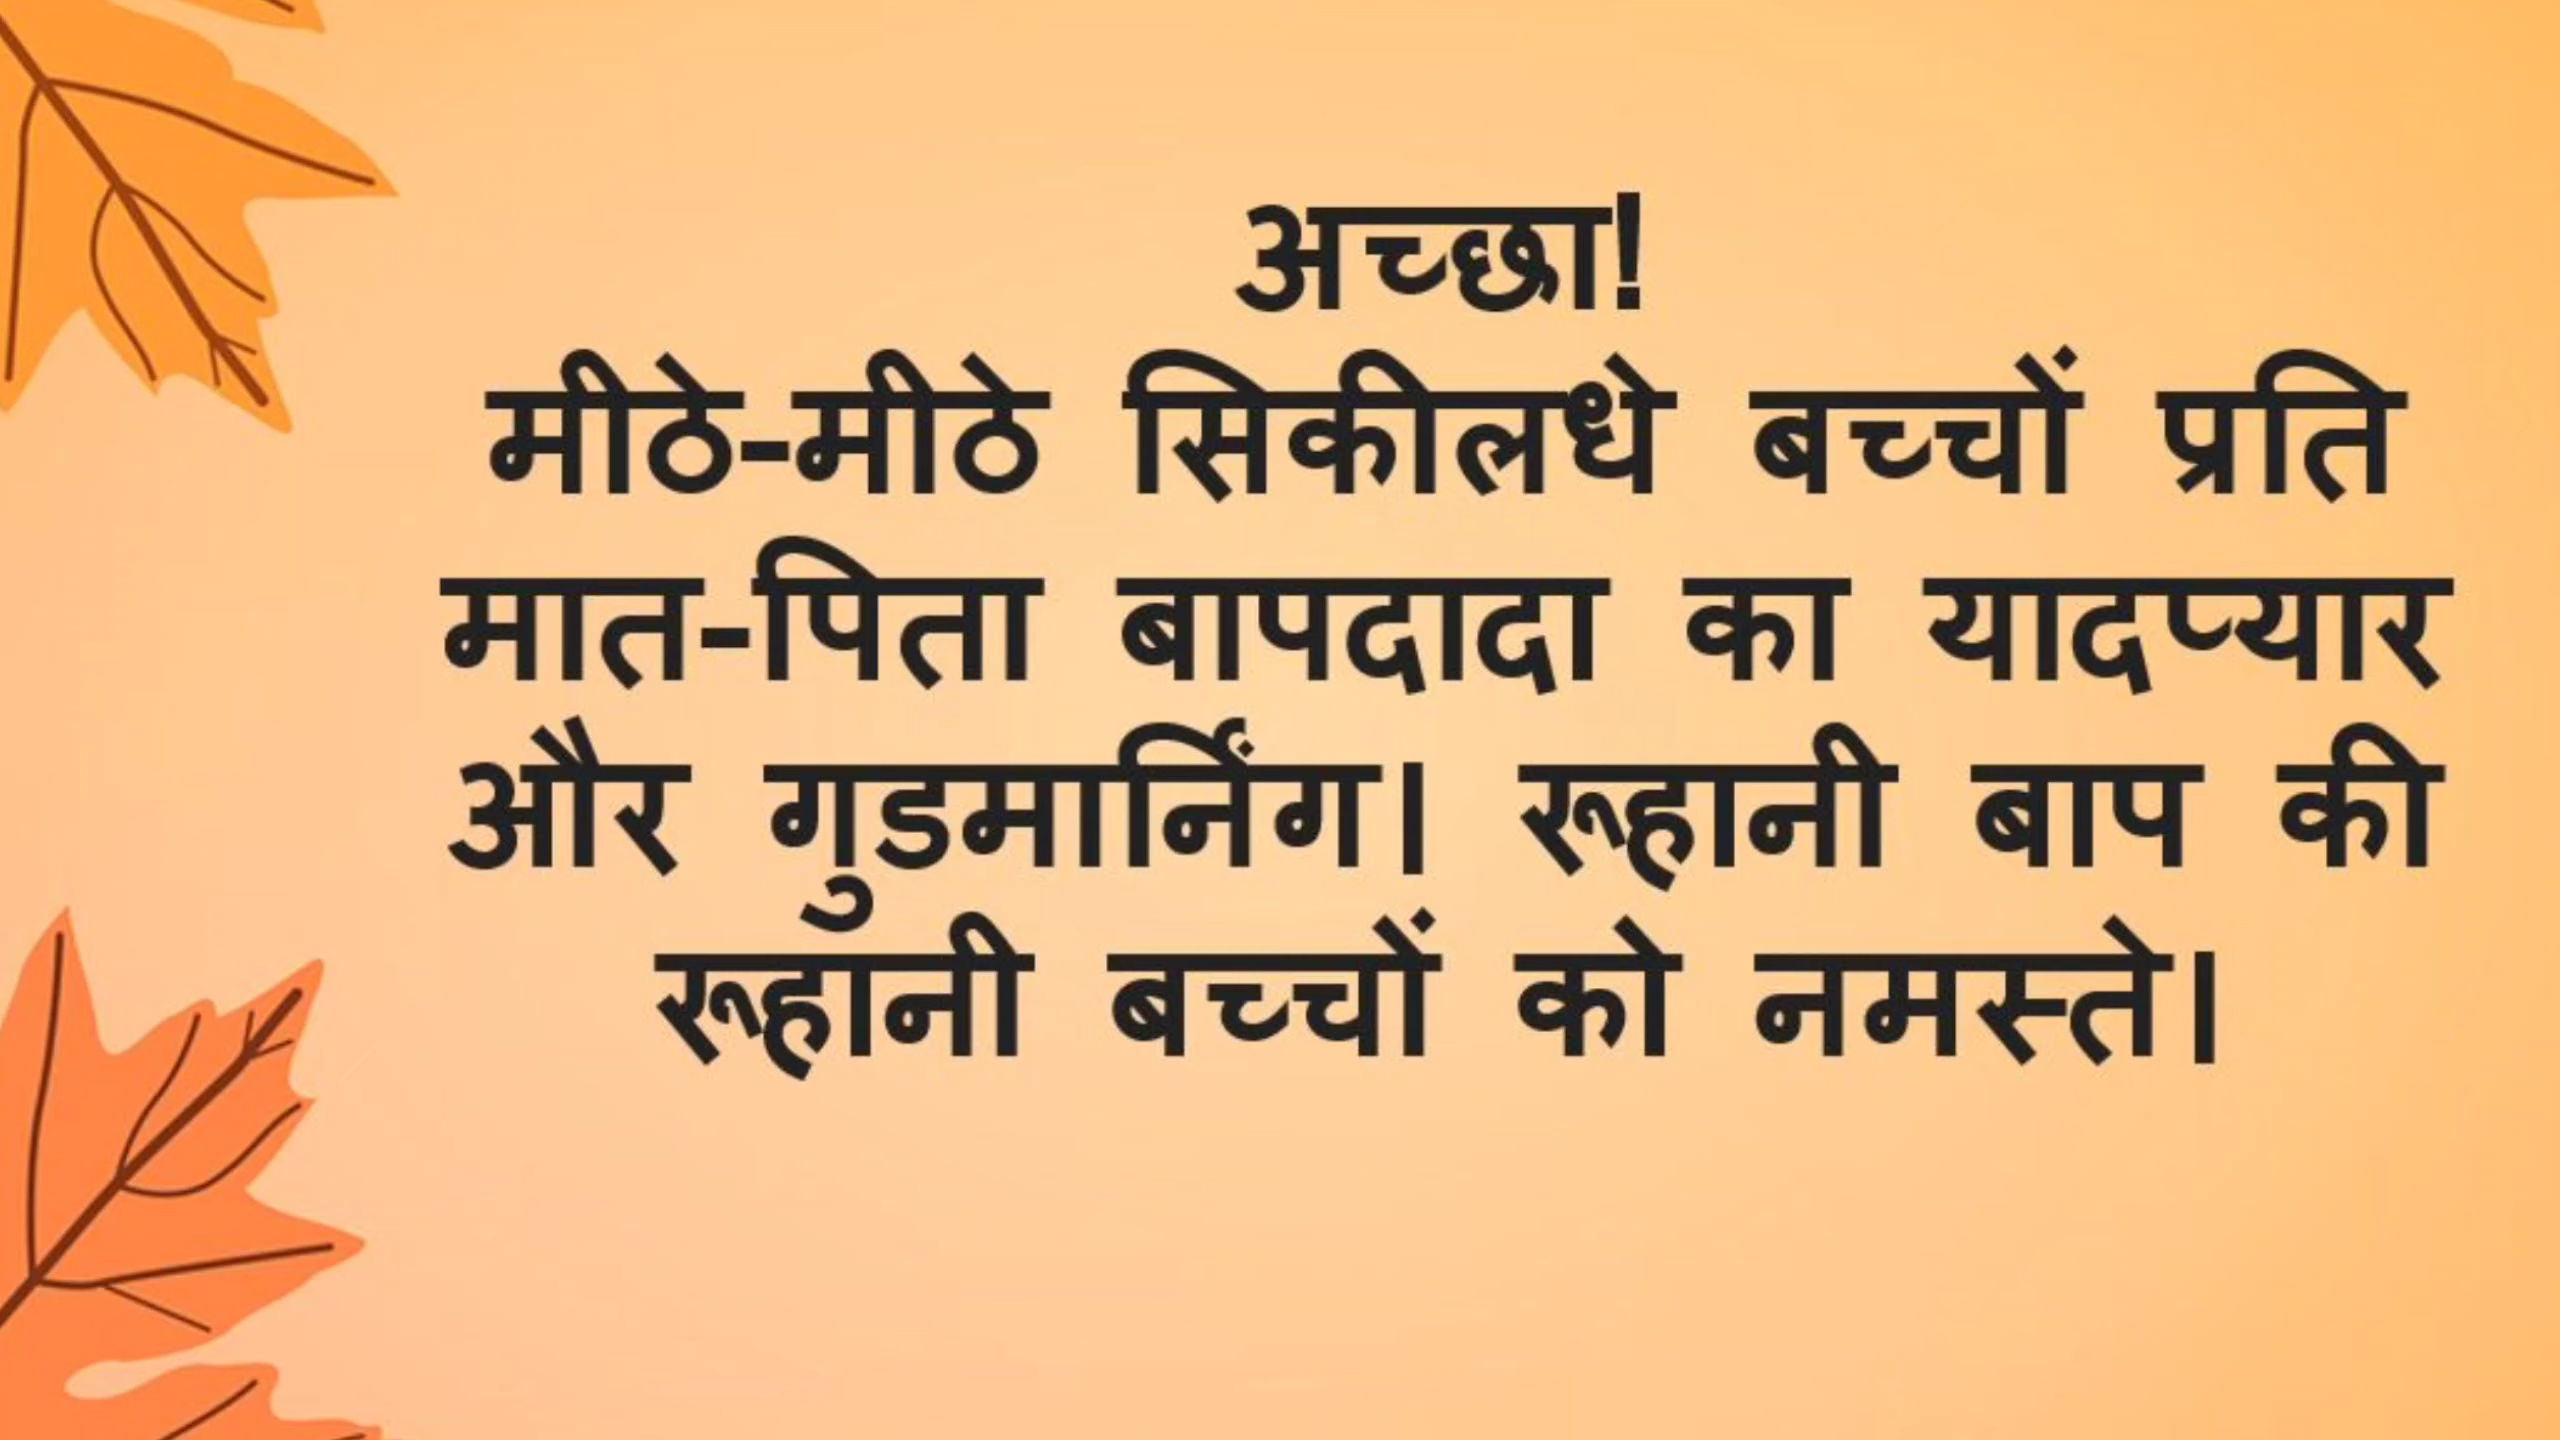 अच्छा!
मीठे-मीठे सिकीलधे बच्चों प्रति
मात-पिता बापदादा का यादप्यार
और गुडमार्निंग। रूहानी बाप की
रूहानी बच्चों को नमस्ते।